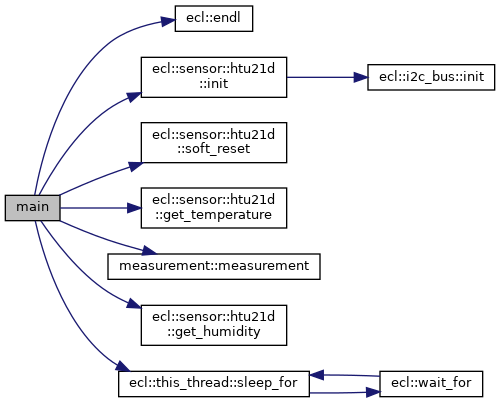 ecl::endl
ecl::sensor::htu21d
::init
ecl::i2c_bus::init
ecl::sensor::htu21d
::soft_reset
main
ecl::sensor::htu21d
::get_temperature
measurement::measurement
ecl::sensor::htu21d
::get_humidity
ecl::this_thread::sleep_for
ecl::wait_for